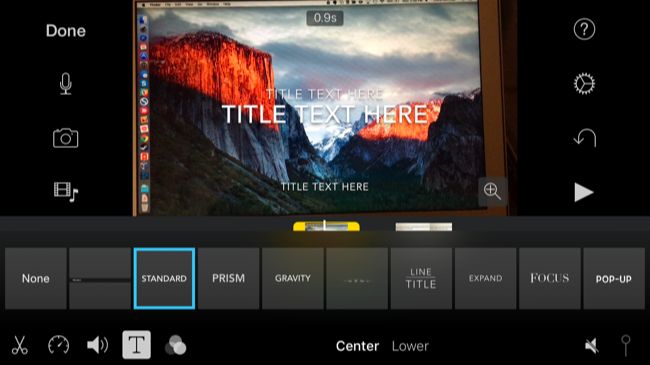 Done
0.9s
TITLE TEXT HERE
TITLE TEXT HERE
TITLE TEXT HERE
None
STANDARD
PRISM
GRAVITY
LINE
TITLE
EXPAND
FOCUS
POP-UP
T
Center
Lower